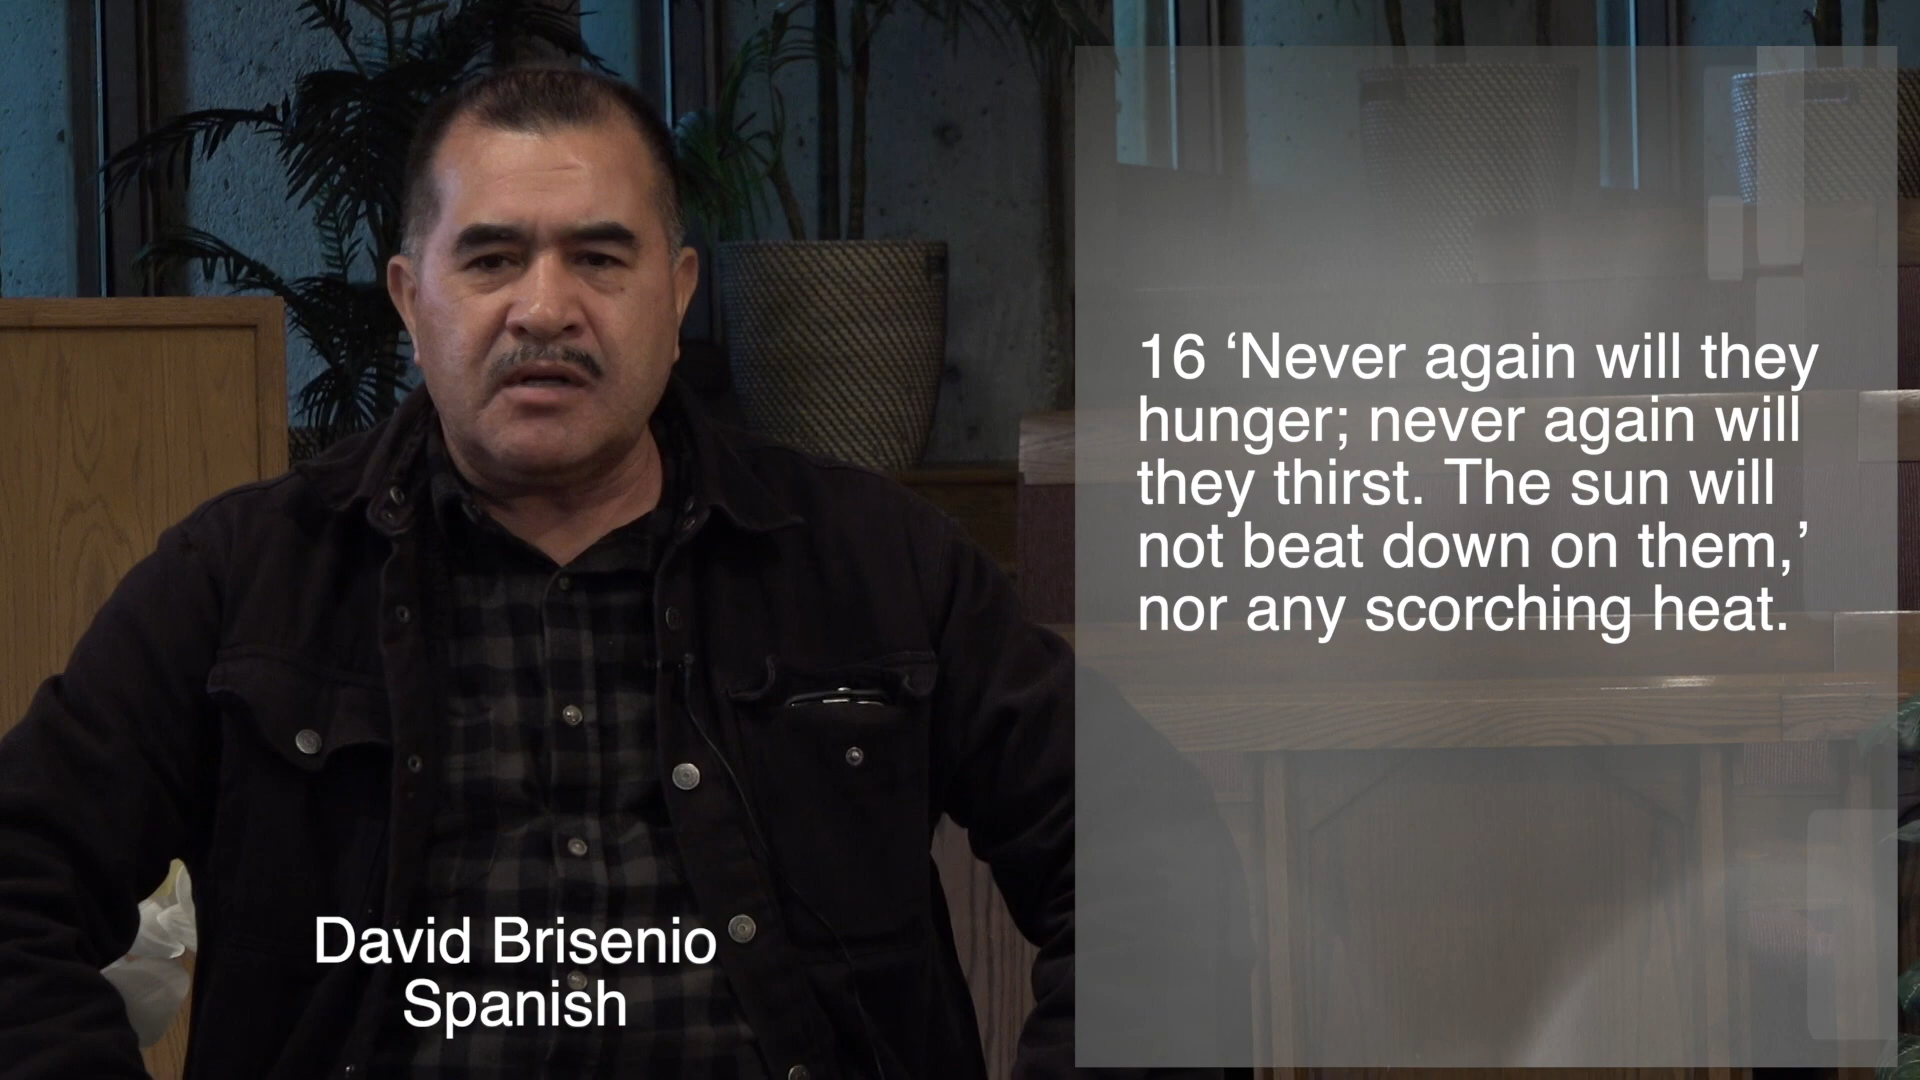 16 ‘Never again will they
hunger; never again will
they thirst. The sun will
not beat down on them,’
nor any scorching heat.
David Brisenio
Spanish